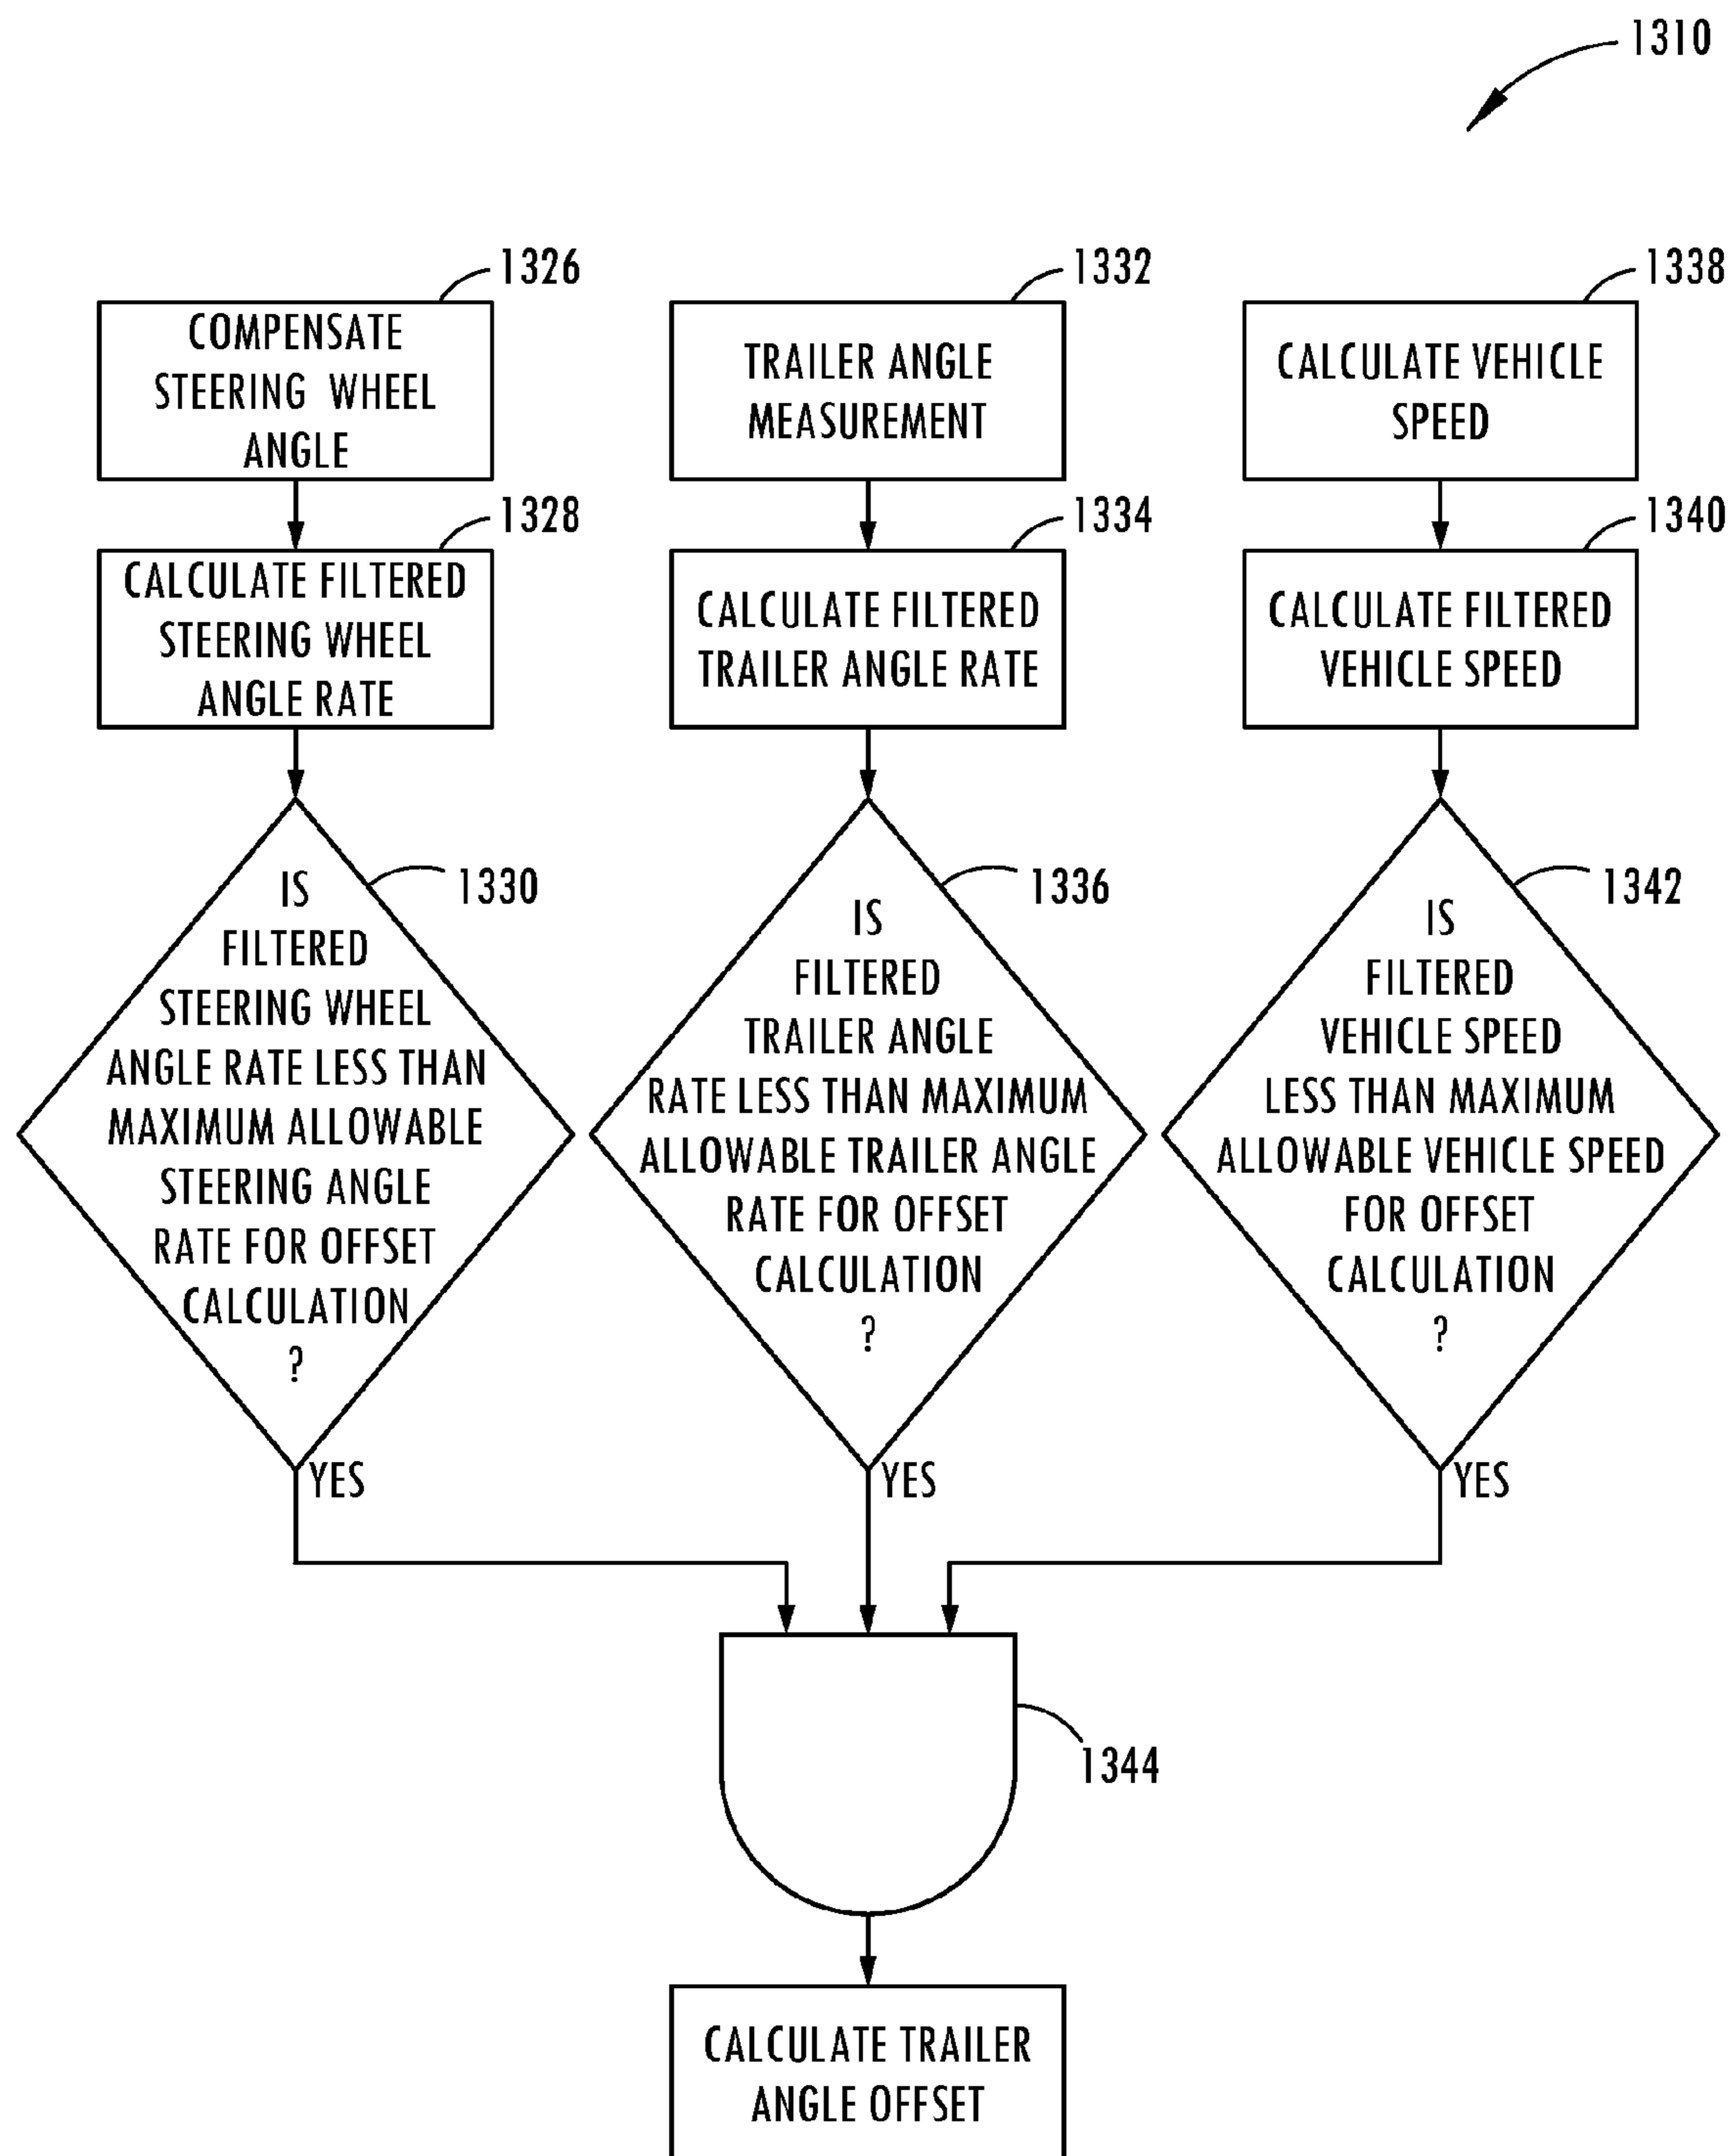 1310
1326
COMPENSATE
STEERING WHEEL
ANGLE
1332
TRAILER ANGLE
MEASUREMENT
1338
CALCULATE VEHICLE
SPEED
1328
CALCULATE FILTERED
STEERING WHEEL
ANGLE RATE
1334
CALCULATE FILTERED
TRAILER ANGLE RATE
1340
CALCULATE FILTERED
VEHICLE SPEED
1330
IS
FILTERED
STEERING WHEEL
ANGLE RATE LESS THAN
MAXIMUM ALLOWABLE
STEERING ANGLE
RATE FOR OFFSET
CALCULATION
?
YES
1336
IS
FILTERED
TRAILER ANGLE
RATE LESS THAN MAXIMUM
ALLOWABLE TRAILER ANGLE
RATE FOR OFFSET
CALCULATION
?
YES
1342
IS
FILTERED
VEHICLE SPEED
LESS THAN MAXIMUM
ALLOWABLE VEHICLE SPEED
FOR OFFSET
CALCULATION
?
YES
1344
CALCULATE TRAILER
ANGLE OFFSET